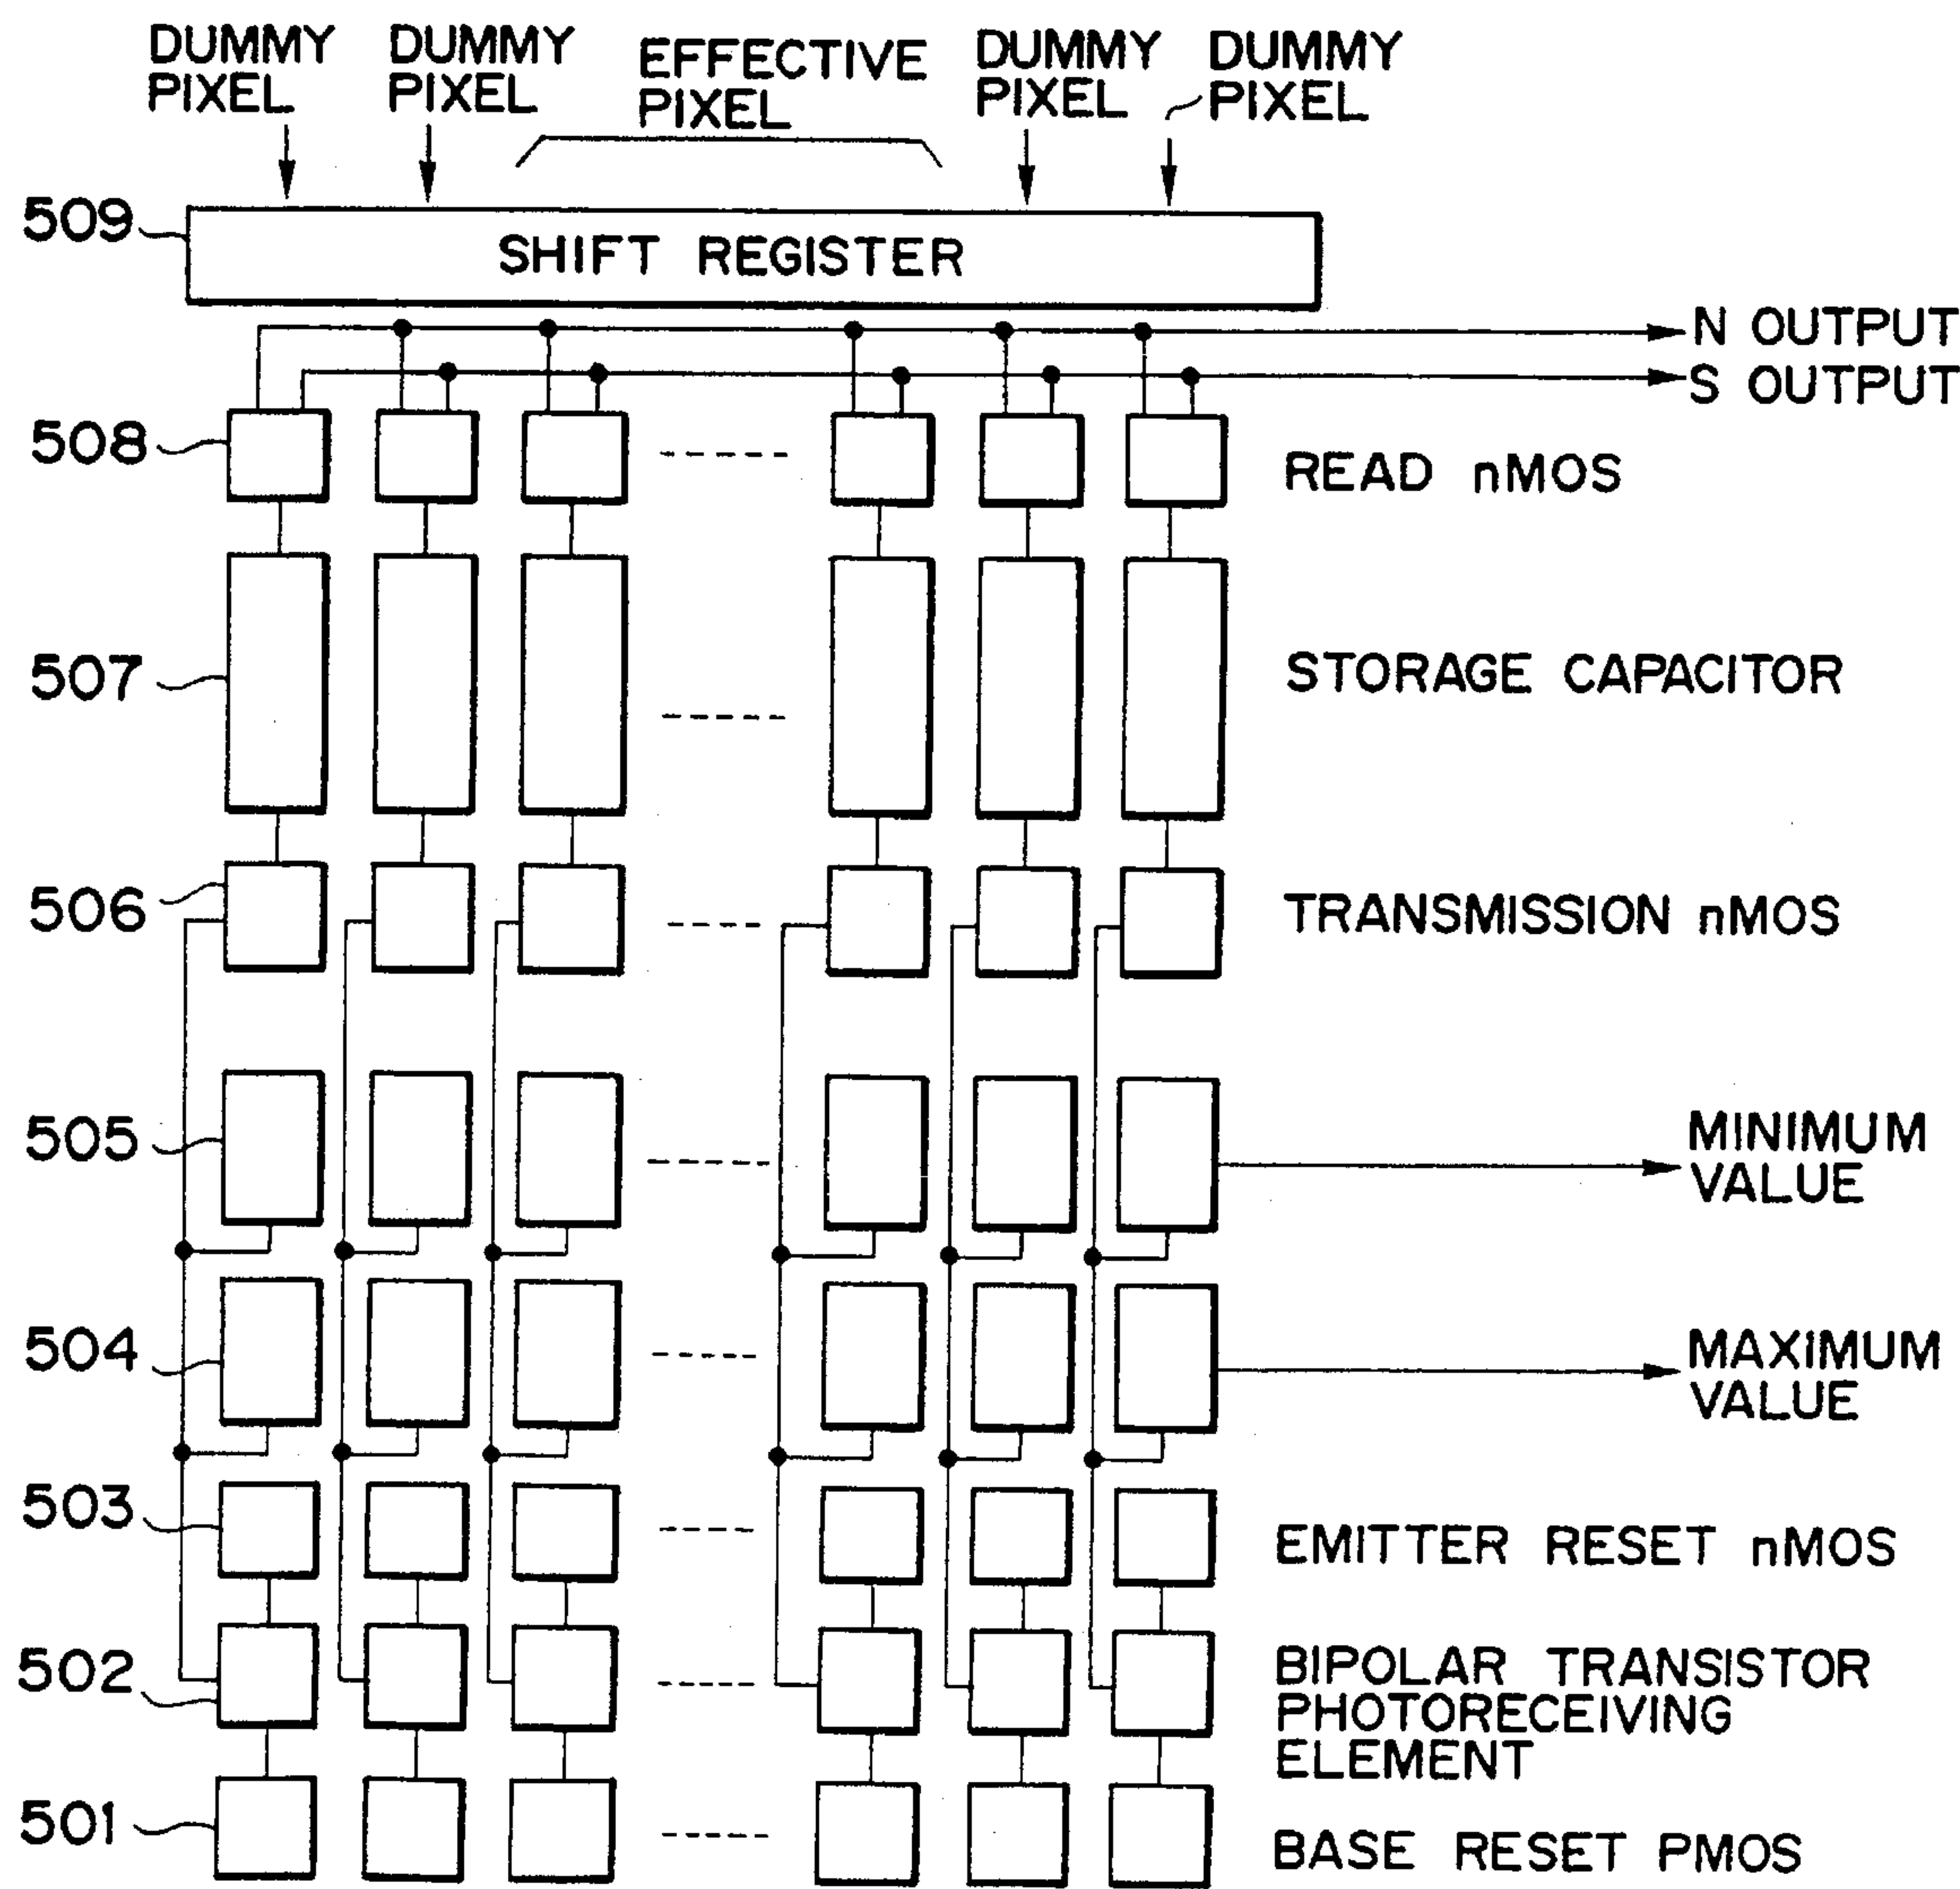 DUMMY PIXEL
DUMMY PIXEL
EFFECTIVE PIXEL
DUMMY PIXEL
DUMMY PIXEL
509
SHIFT REGISTER
N OUTPUT
S OUTPUT
508
READ nMOS
507
STORAGE CAPACITOR
506
TRANSMISSION nMOS
505
MINIMUM
VALUE
504
MAXIMUM
VALUE
503
EMITTER RESET nMOS
502
BIPOLAR TRANSISTOR
PHOTORECEIVING
ELEMENT
501
BASE RESET PMOS